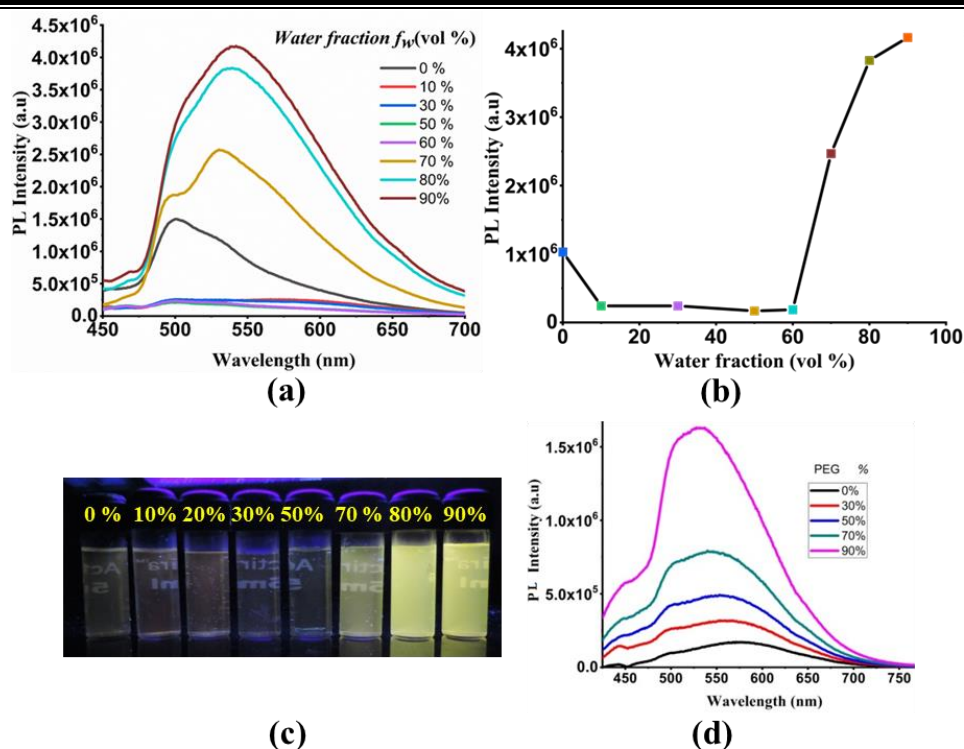 Water fraction fw(vol %)
0 %
10 %
30 %
50 %
60 %
70 %
80%
90%
4.5x10⁶
4.0x10⁶
3.5x10⁶
3.0x10⁶
2.5x10⁶
2.0x10⁶
1.5x10⁶
1.0x10⁶
5.0x10⁵
0.0
450 500 550 600 650 700
PL Intensity (a.u)
Wavelength (nm)
(a)
4x10⁶
2x10⁶
1x10⁶
0
0 20 40 60 80 100
PL Intensity (a.u)
Water fraction (vol %)
(b)
0 % 10% 20% 30% 50% 70 % 80% 90%
(c)
PEG %
0%
30%
50%
70%
90%
1.5x10⁶
1.0x10⁶
5.0x10⁵
0.0
450 500 550 600 650 700 750
PL Intensity (a.u)
Wavelength (nm)
(d)